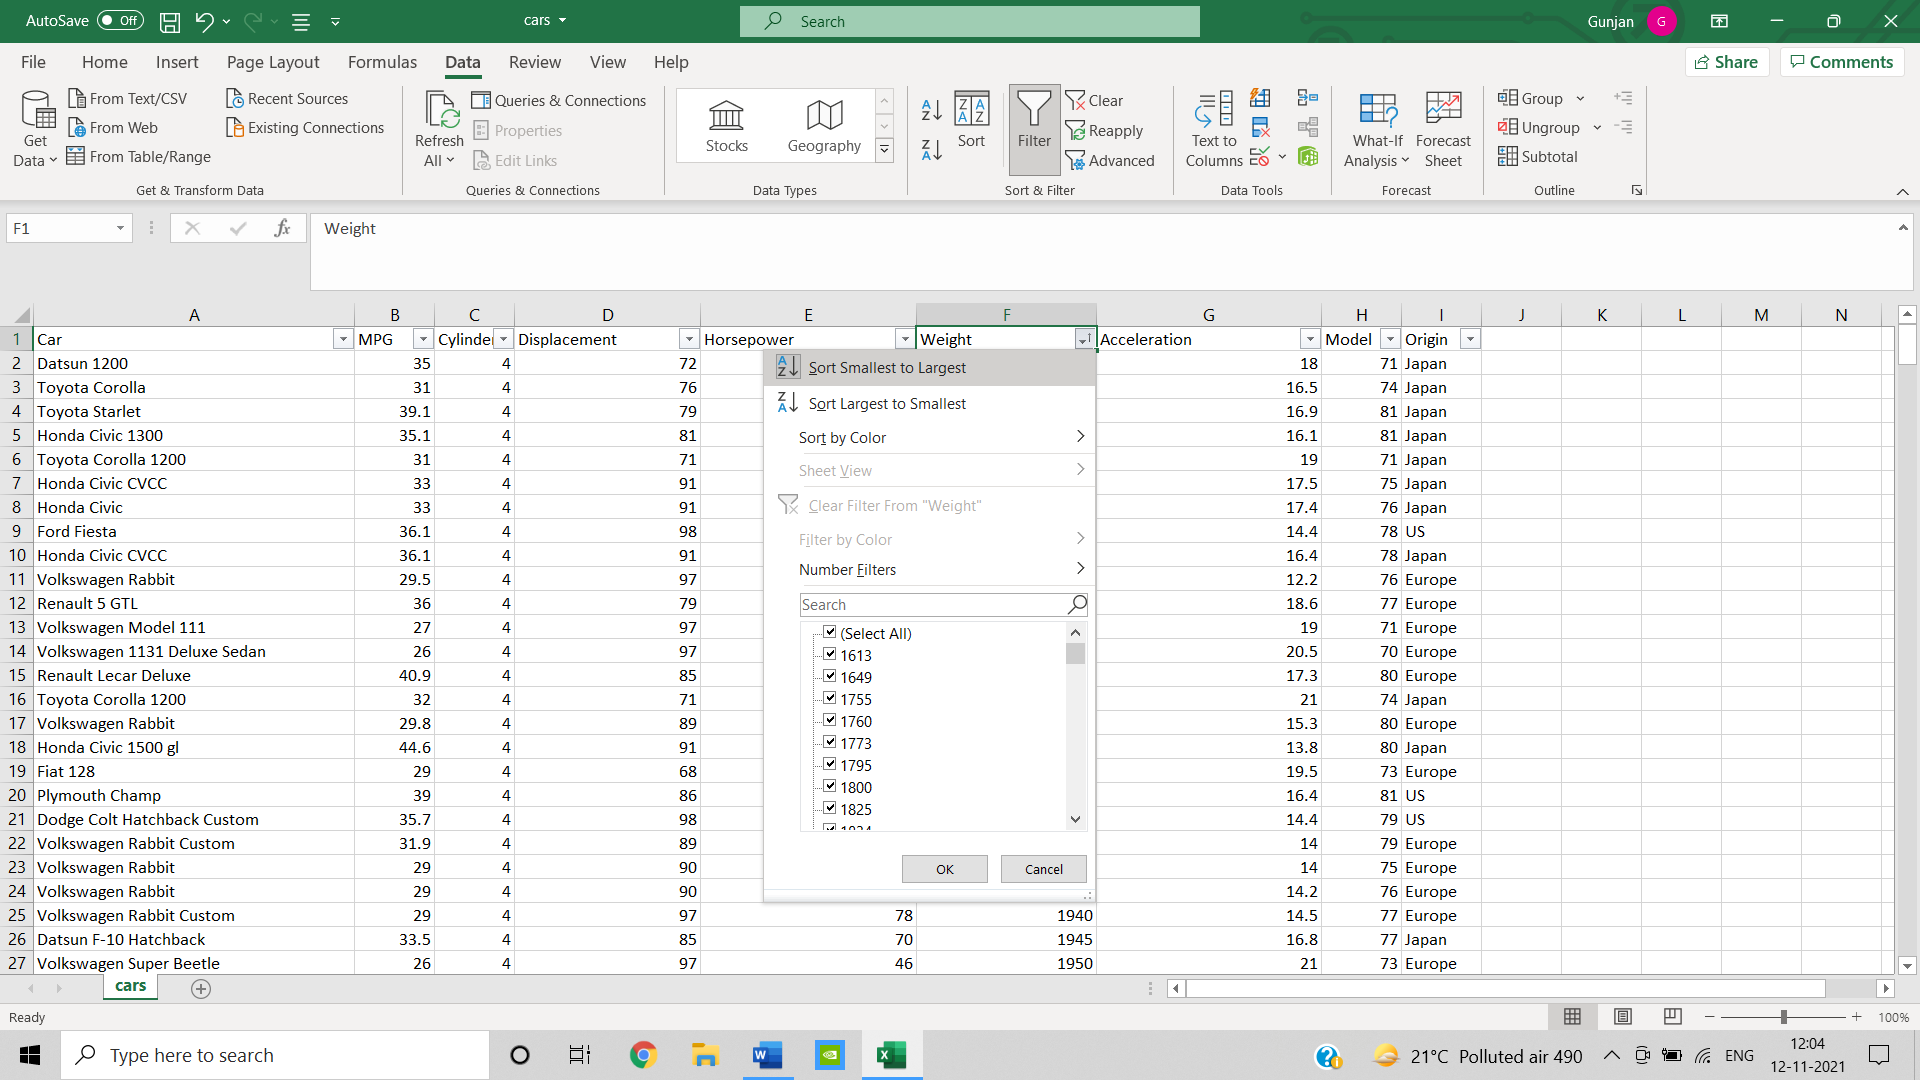 AutoSave Off cars Search Gunjan G
File Home Insert Page Layout Formulas Data Review View Help Share Comments
Get Data
From Text/CSV
From Web
From Table/Range
Recent Sources
Existing Connections
Get & Transform Data
Refresh All
Queries & Connections
Properties
Edit Links
Queries & Connections
Stocks Geography
Data Types
Sort
Filter
Clear
Reapply
Advanced
Sort & Filter
Text to Columns
Data Tools
What-If Analysis
Forecast Sheet
Forecast
Group
Ungroup
Subtotal
Outline
F1 fx Weight
A B C D E F G H I J K L M N
1 Car MPG Cylinder Displacement Horsepower Weight Acceleration Model Origin
2 Datsun 1200 35 4 72 18 71 Japan
3 Toyota Corolla 31 4 76 16.5 74 Japan
4 Toyota Starlet 39.1 4 79 16.9 81 Japan
5 Honda Civic 1300 35.1 4 81 16.1 81 Japan
6 Toyota Corolla 1200 31 4 71 19 71 Japan
7 Honda Civic CVCC 33 4 91 17.5 75 Japan
8 Honda Civic 33 4 91 17.4 76 Japan
9 Ford Fiesta 36.1 4 98 14.4 78 US
10 Honda Civic CVCC 36.1 4 91 16.4 78 Japan
11 Volkswagen Rabbit 29.5 4 97 12.2 76 Europe
12 Renault 5 GTL 36 4 79 18.6 77 Europe
13 Volkswagen Model 111 27 4 97 19 71 Europe
14 Volkswagen 1131 Deluxe Sedan 26 4 97 20.5 70 Europe
15 Renault Lecar Deluxe 40.9 4 85 17.3 80 Europe
16 Toyota Corolla 1200 32 4 71 21 74 Japan
17 Volkswagen Rabbit 29.8 4 89 15.3 80 Europe
18 Honda Civic 1500 gl 44.6 4 91 13.8 80 Japan
19 Fiat 128 29 4 68 19.5 73 Europe
20 Plymouth Champ 39 4 86 16.4 81 US
21 Dodge Colt Hatchback Custom 35.7 4 98 14.4 79 US
22 Volkswagen Rabbit Custom 31.9 4 89 14 79 Europe
23 Volkswagen Rabbit 29 4 90 14 75 Europe
24 Volkswagen Rabbit 29 4 90 14.2 76 Europe
25 Volkswagen Rabbit Custom 29 4 97 78 1940 14.5 77 Europe
26 Datsun F-10 Hatchback 33.5 4 85 70 1945 16.8 77 Japan
27 Volkswagen Super Beetle 26 4 97 46 1950 21 73 Europe
Sort Smallest to Largest
Sort Largest to Smallest
Sort by Color
Sheet View
Clear Filter From "Weight"
Filter by Color
Number Filters
Search
(Select All)
1613
1649
1755
1760
1773
1795
1800
1825
OK Cancel
cars
Ready 100%
Type here to search 21°C Polluted air 490 ENG 12:04
12-11-2021